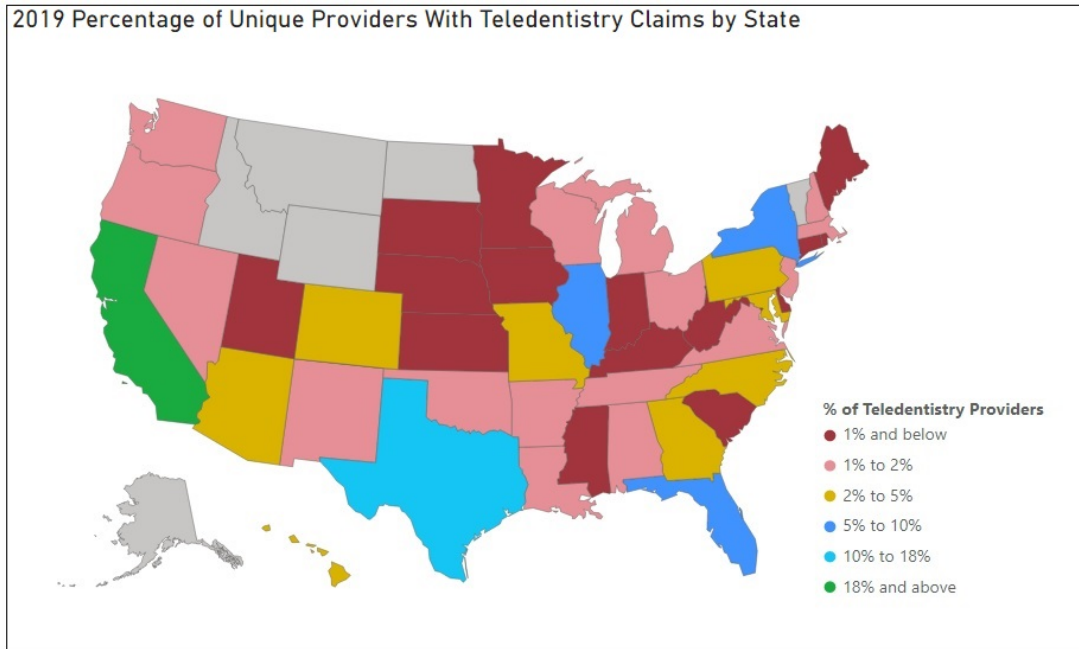 2019 Percentage of Unique Providers With Teledentistry Claims by State
% of Teledentistry Providers
1% and below
1% to 2%
2% to 5%
5% to 10%
10% to 18%
18% and above